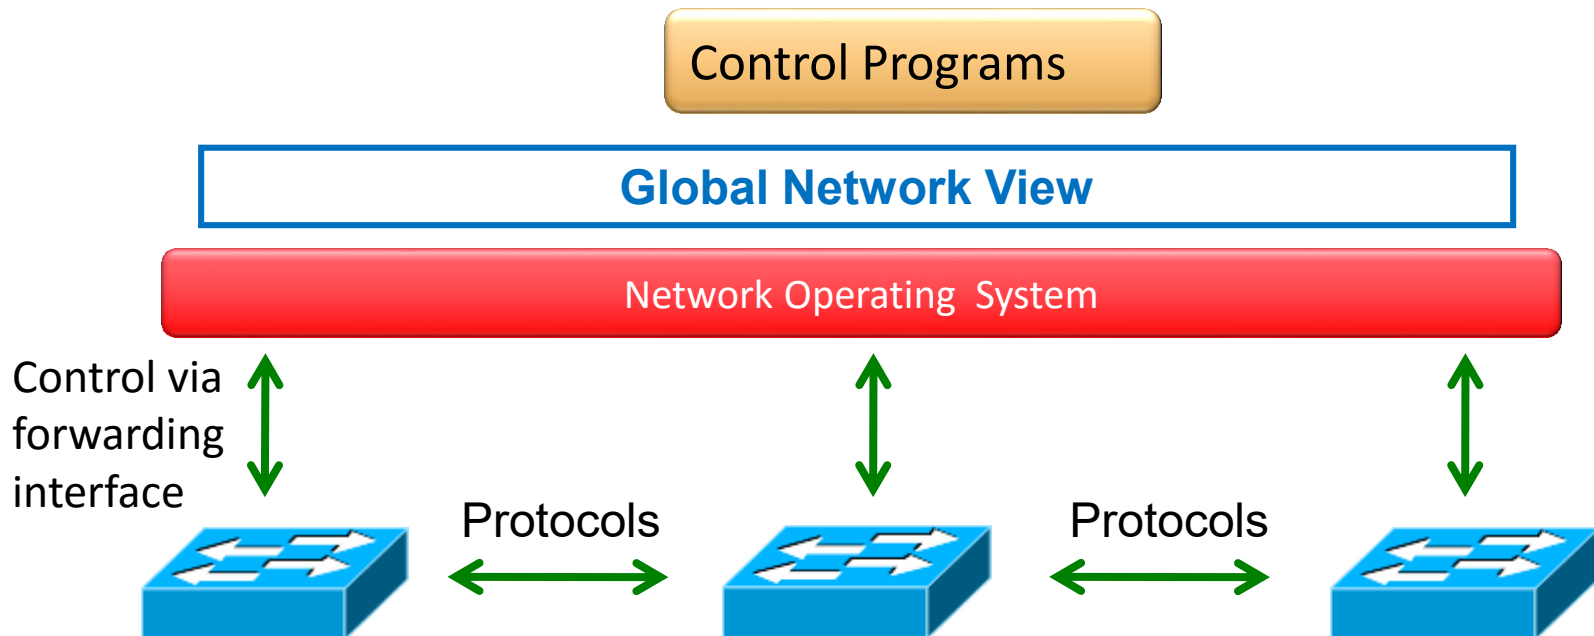 Control Programs
Global Network View
Network Operating System
Control via
forwarding
interface
Protocols
Protocols